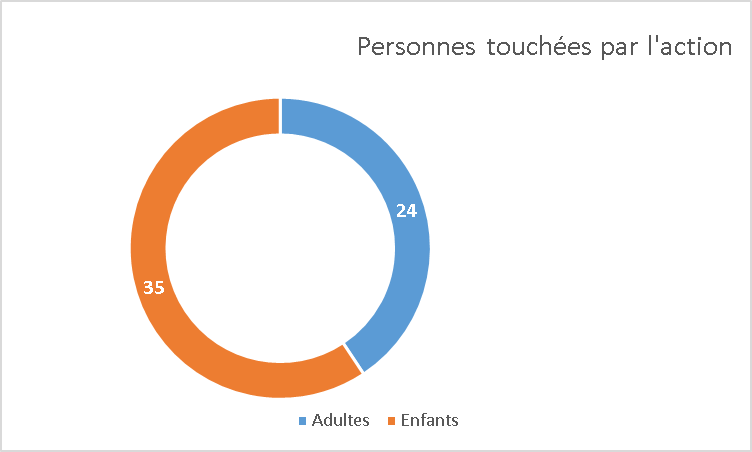 Personnes touchées par l'action
24
35
Adultes Enfants